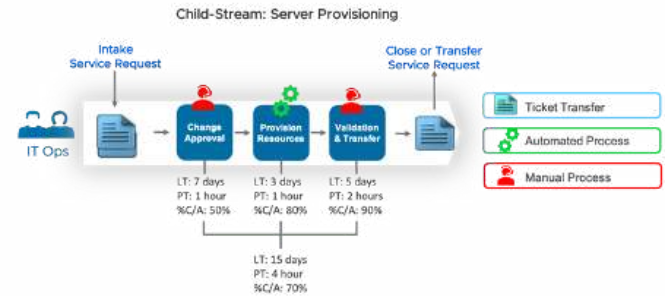 Child-Stream: Server Provisioning
Intake
Service Request
Close or Transfer
Service Request
IT Ops
Change
Approval
Provision
Resources
Validation
& Transfer
Ticket Transfer
Automated Process
Manual Process
LT: 7 days
PT: 1 hour
%C/A: 50%
LT: 3 days
PT: 1 hour
%C/A: 80%
LT: 5 days
PT: 2 hours
%C/A: 90%
LT: 15 days
PT: 4 hour
%C/A: 70%